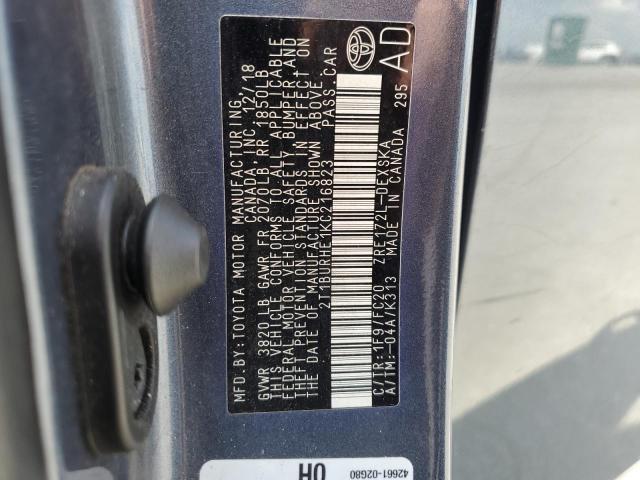 MFD.BY:TOYOTA MOTOR MANUFACTURING,
CANADA, INC. 12/18
GVWR 3820 LB GAWR FR 2070LB,RR 1850LB
THIS VEHICLE CONFORMS TO ALL APPLICABLE
FEDERAL MOTOR VEHICLE SAFETY, BUMPER,AND
THEFT PREVENTION STANDARDS IN EFFECT ON
THE DATE OF MANUFACTURE SHOWN ABOVE.
PASS.CAR
C/TR:1F9/FC20 ZRE172L-DEXSKA
A/TM:-04A/K313 MADE IN CANADA 295
AD
42661-02G80